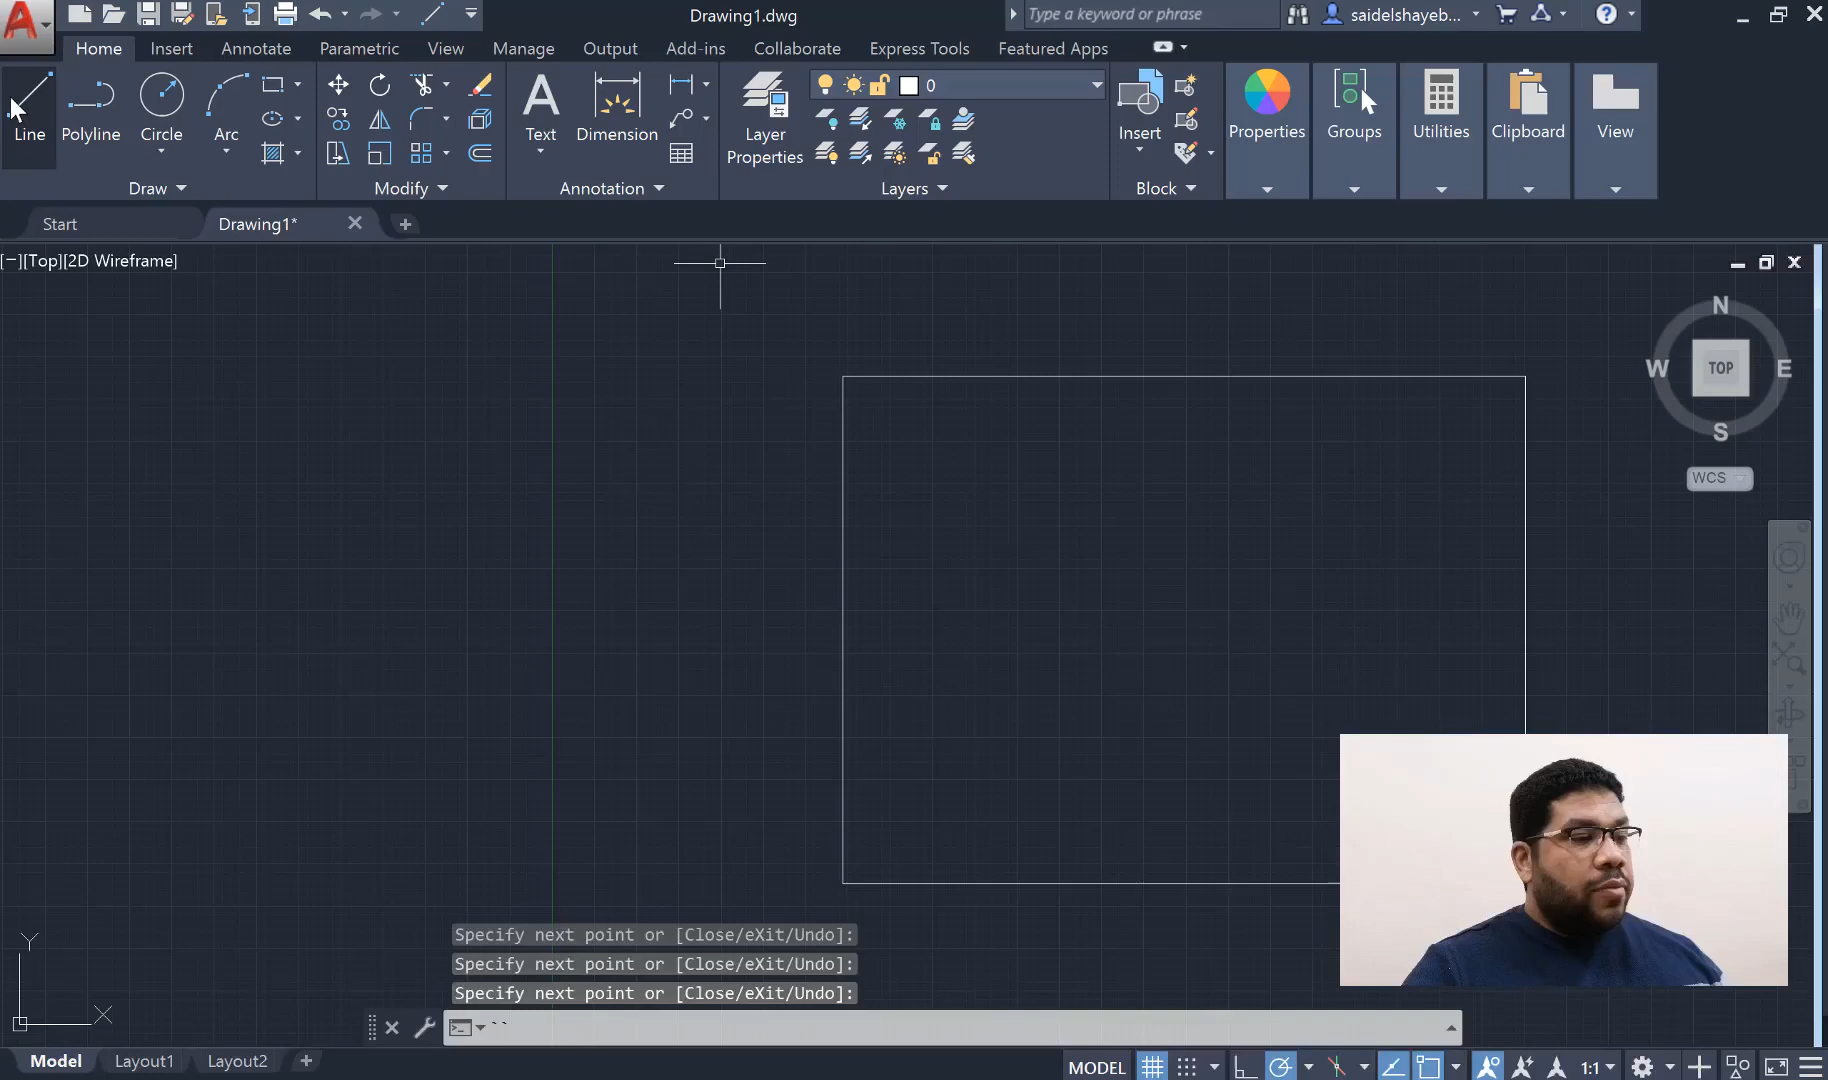 Drawing1.dwg
Type a keyword or phrase
saidelshayeb...
Home Insert Annotate Parametric View Manage Output Add-ins Collaborate Express Tools Featured Apps
Line Polyline Circle Arc
Text Dimension
Layer Properties
0
Insert
Properties Groups Utilities Clipboard View
Draw Modify Annotation Layers Block
Start Drawing1*
[−][Top][2D Wireframe]
N
W TOP E
S
WCS
Specify next point or [Close/eXit/Undo]:
Specify next point or [Close/eXit/Undo]:
Specify next point or [Close/eXit/Undo]:
``
Y
X
Model Layout1 Layout2
MODEL 1:1